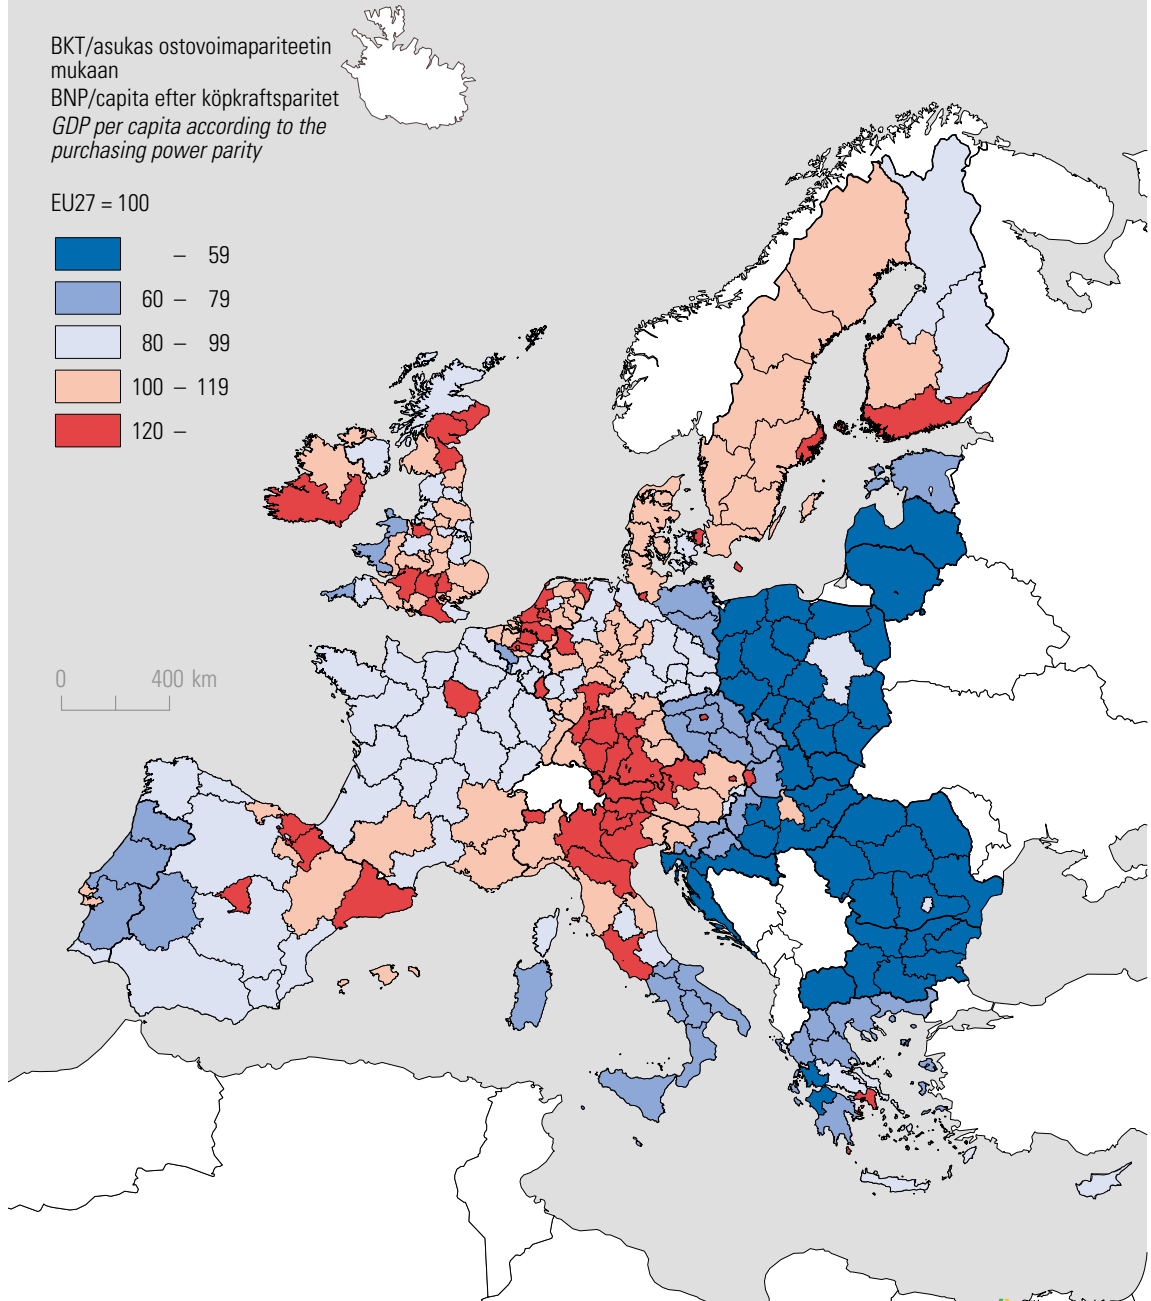 BKT/asukas ostovoimapariteetin
mukaan
BNP/capita efter köpkraftsparitet
GDP per capita according to the
purchasing power parity
EU27 = 100
– 59
60 – 79
80 – 99
100 – 119
120 –
0 400 km